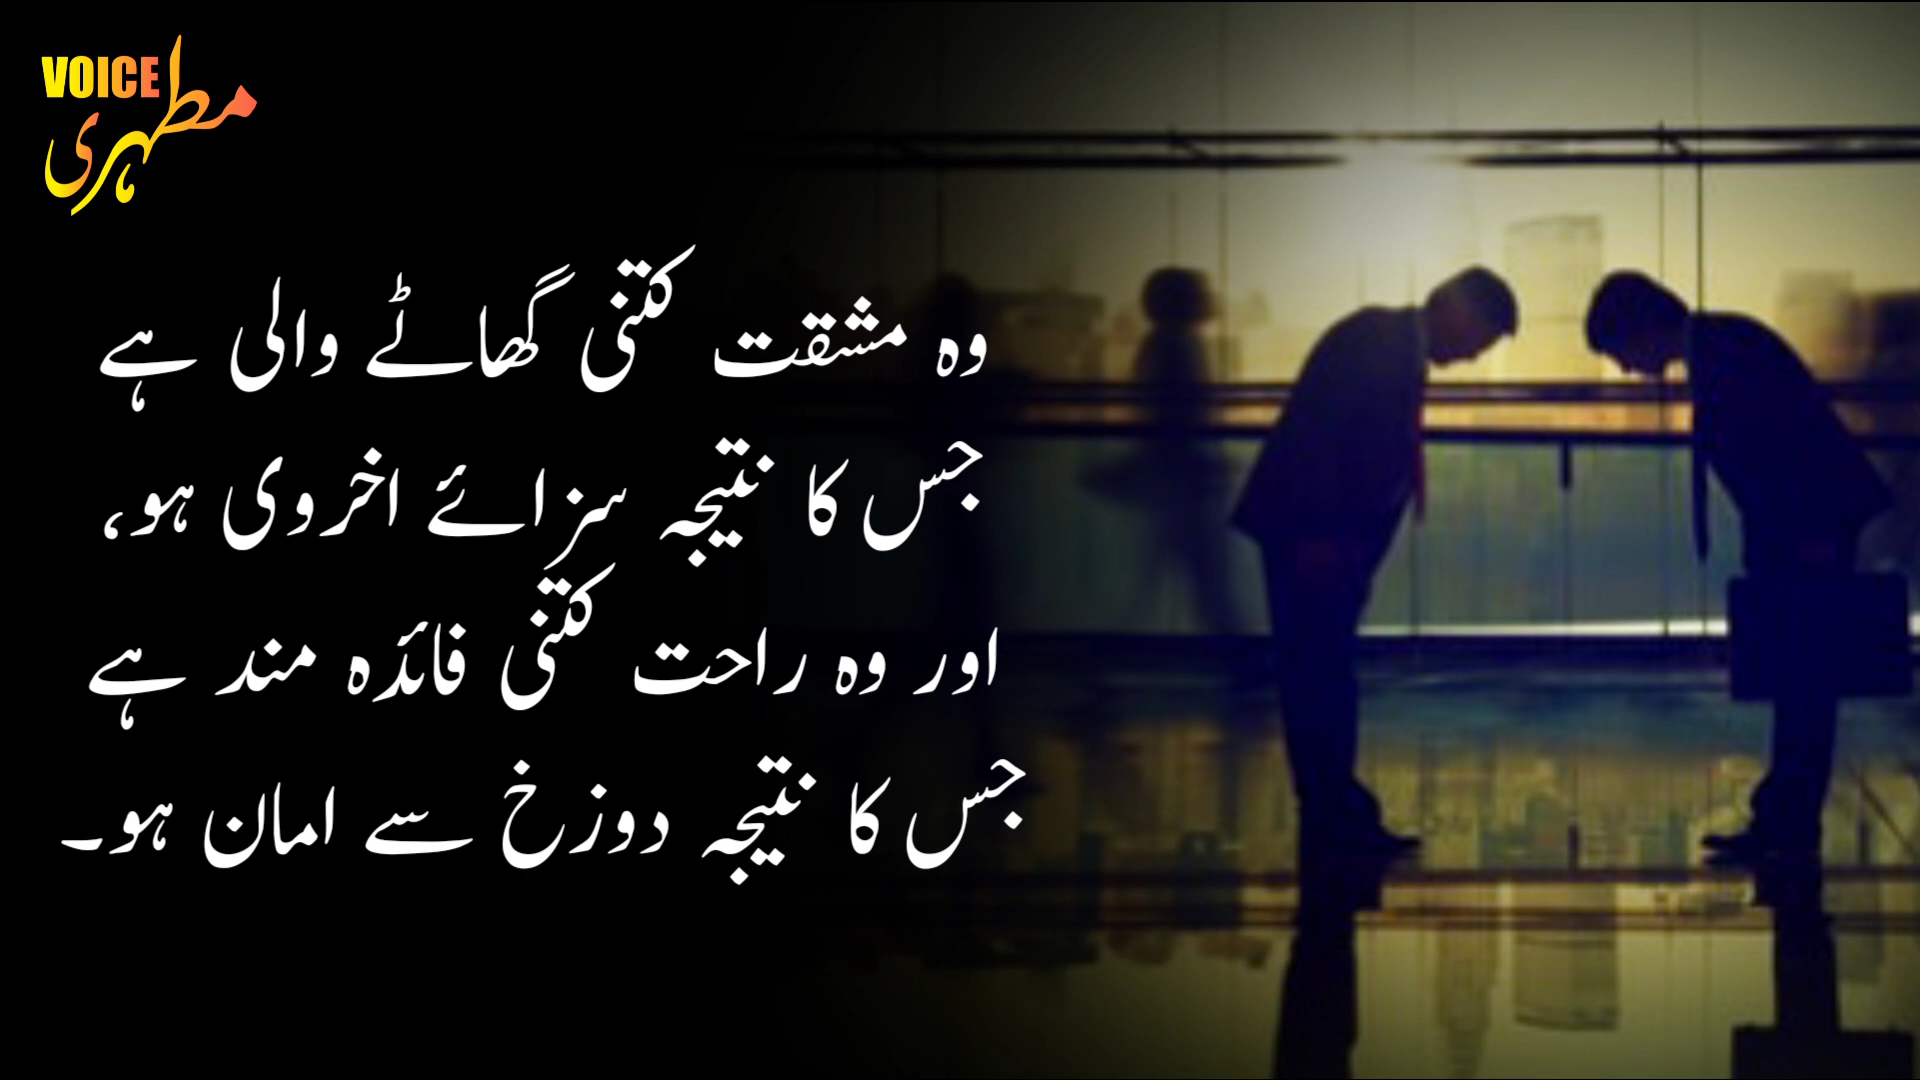 VOICE
مظہری
وہ مشقت کتنی گھاٹے والی ہے
جس کا نتیجہ سزائے اخروی ہو،
اور وہ راحت کتنی فائدہ مند ہے
جس کا نتیجہ دوزخ سے امان ہو۔